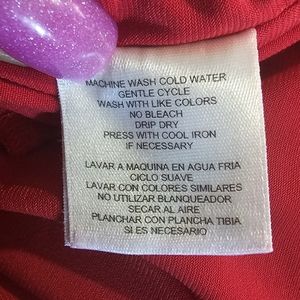 MACHINE WASH COLD WATER
GENTLE CYCLE
WASH WITH LIKE COLORS
NO BLEACH
DRIP DRY
PRESS WITH COOL IRON
IF NECESSARY
LAVAR A MAQUINA EN AGUA FRIA
CICLO SUAVE
LAVAR CON COLORES SIMILARES
NO UTILIZAR BLANQUEADOR
SECAR AL AIRE
PLANCHAR CON PLANCHA TIBIA
SI ES NECESARIO